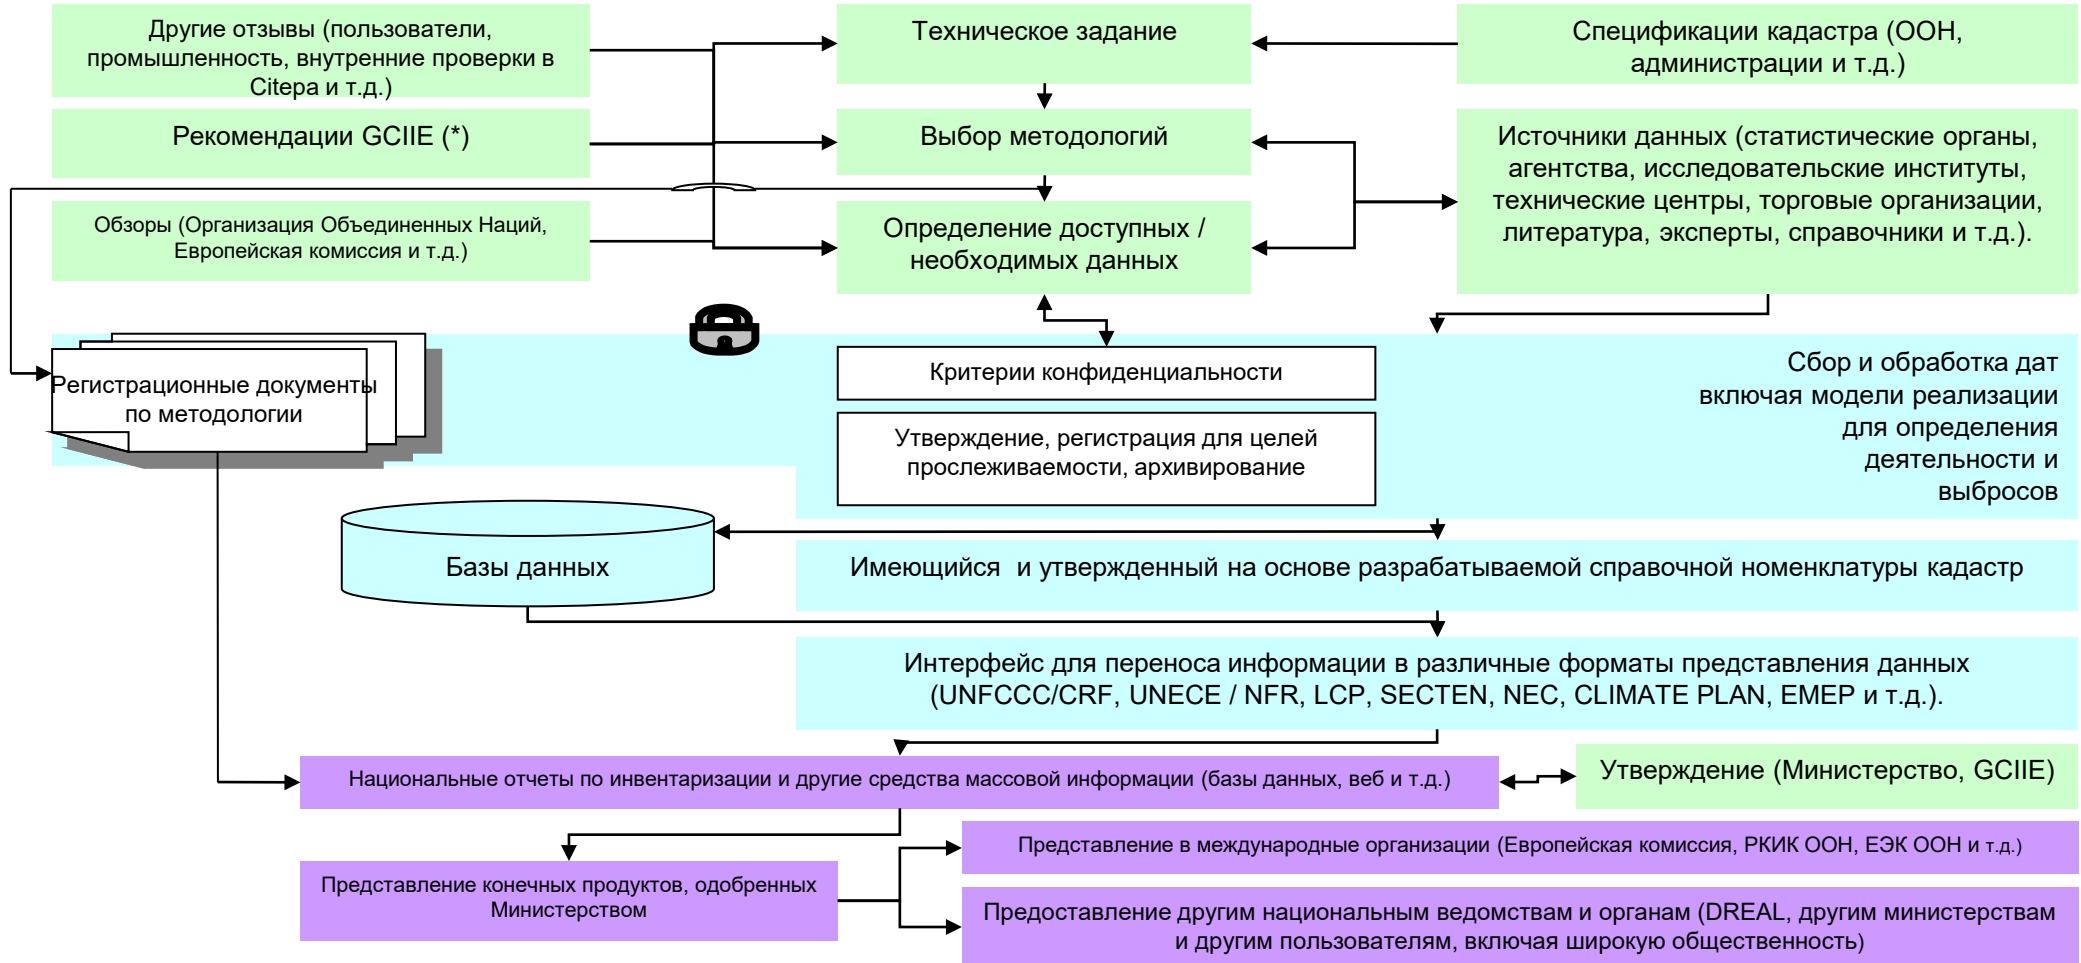 Другие отзывы (пользователи,
промышленность, внутренние проверки в
Citepa и т.д.)
Техническое задание
Спецификации кадастра (ООН,
администрации и т.д.)
Рекомендации GCIIE (*)
Выбор методологий
Источники данных (статистические органы,
агентства, исследовательские институты,
технические центры, торговые организации,
литература, эксперты, справочники и т.д.).
Обзоры (Организация Объединенных Наций,
Европейская комиссия и т.д.)
Определение доступных /
необходимых данных
Регистрационные документы
по методологии
Критерии конфиденциальности
Утверждение, регистрация для целей
прослеживаемости, архивирование
Сбор и обработка дат
включая модели реализации
для определения
деятельности и
выбросов
Базы данных
Имеющийся и утвержденный на основе разрабатываемой справочной номенклатуры кадастр
Интерфейс для переноса информации в различные форматы представления данных
(UNFCCC/CRF, UNECE / NFR, LCP, SECTEN, NEC, CLIMATE PLAN, EMEP и т.д.).
Национальные отчеты по инвентаризации и другие средства массовой информации (базы данных, веб и т.д.)
Утверждение (Министерство, GCIIE)
Представление конечных продуктов, одобренных
Министерством
Представление в международные организации (Европейская комиссия, РКИК ООН, ЕЭК ООН и т.д.)
Предоставление другим национальным ведомствам и органам (DREAL, другим министерствам
и другим пользователям, включая широкую общественность)